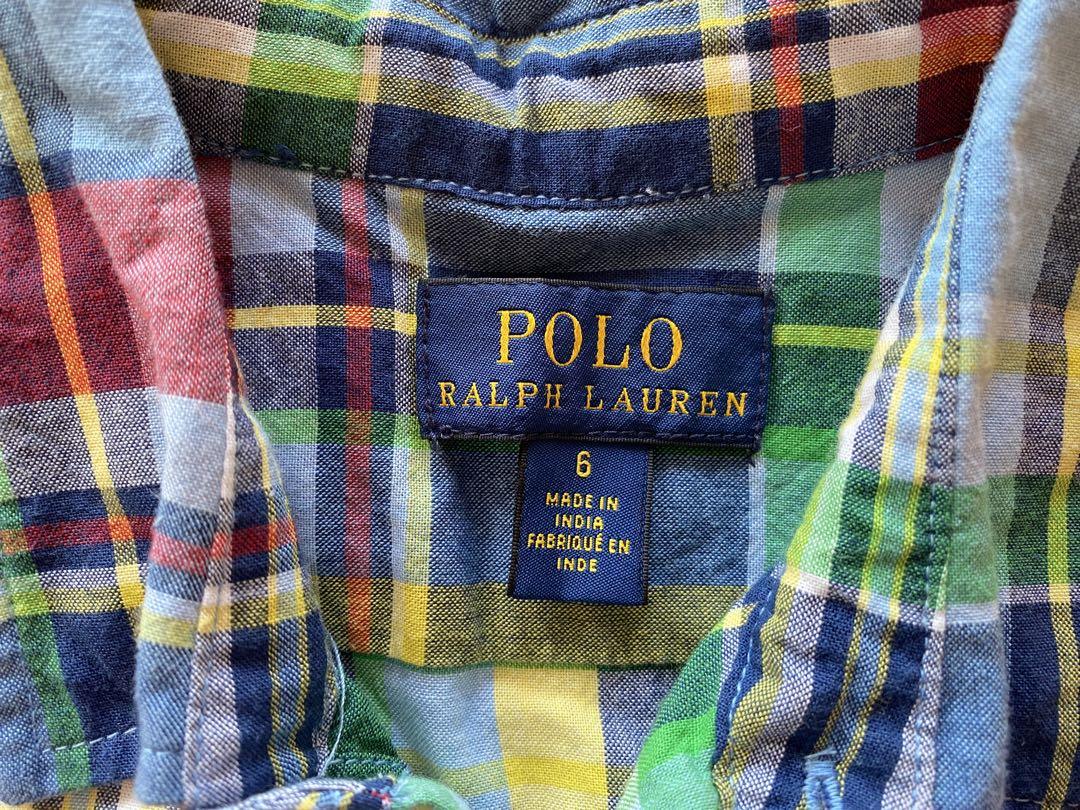 POLO
RALPH LAUREN
6
MADE IN
INDIA
FABRIQUÉ EN
INDE